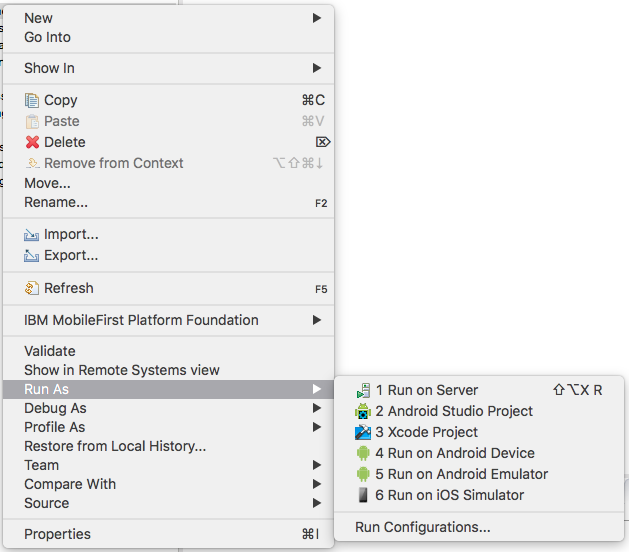 New
Go Into
Show In
Copy ⌘C
Paste ⌘V
Delete ⌦
Remove from Context ⌥⇧⌘↓
Move...
Rename... F2
Import...
Export...
Refresh F5
IBM MobileFirst Platform Foundation
Validate
Show in Remote Systems view
Run As
Debug As
Profile As
Restore from Local History...
Team
Compare With
Source
Properties ⌘I
1 Run on Server ⇧⌥X R
2 Android Studio Project
3 Xcode Project
4 Run on Android Device
5 Run on Android Emulator
6 Run on iOS Simulator
Run Configurations...